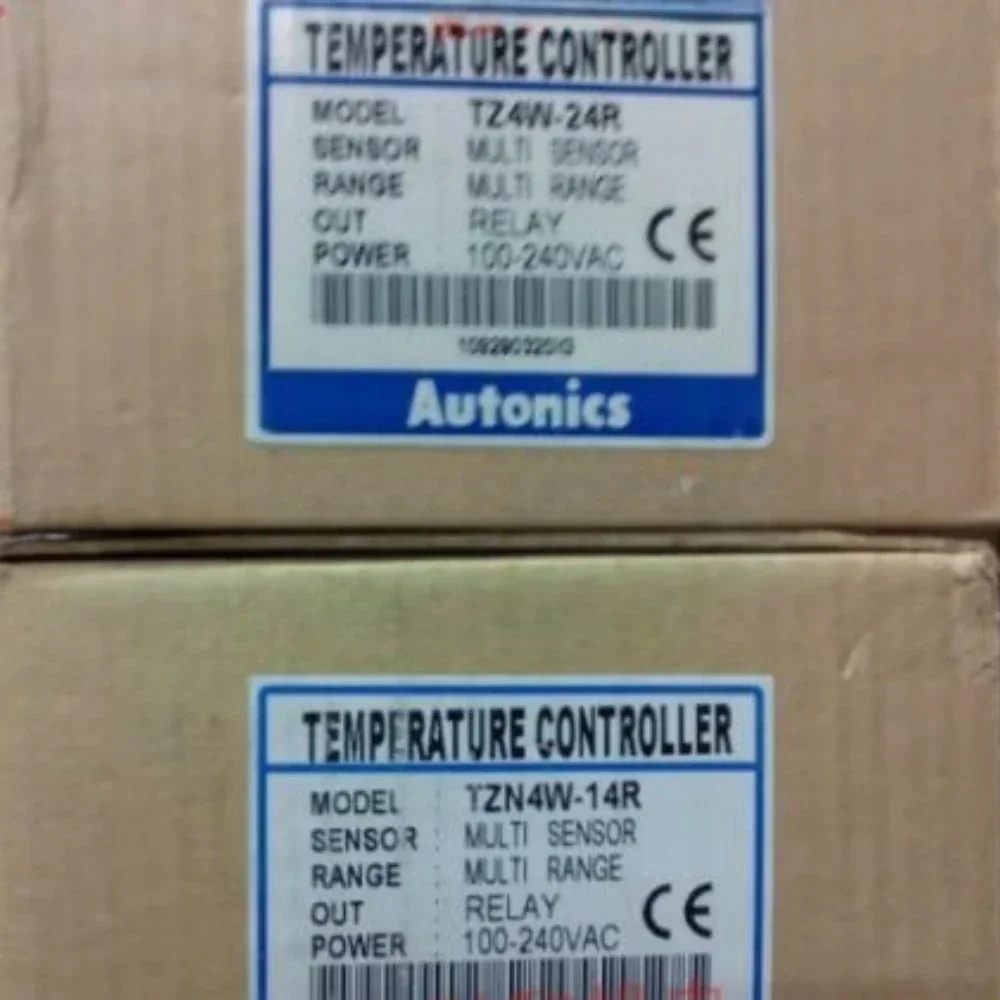 TEMPERATURE CONTROLLER
MODEL TZ4W-24R
SENSOR MULTI SENSOR
RANGE MULTI RANGE
OUT RELAY
POWER 100-240VAC
CE
Autonics
TEMPERATURE CONTROLLER
MODEL : TZN4W-14R
SENSOR : MULTI SENSOR
RANGE : MULTI RANGE
OUT : RELAY
POWER : 100-240VAC
CE